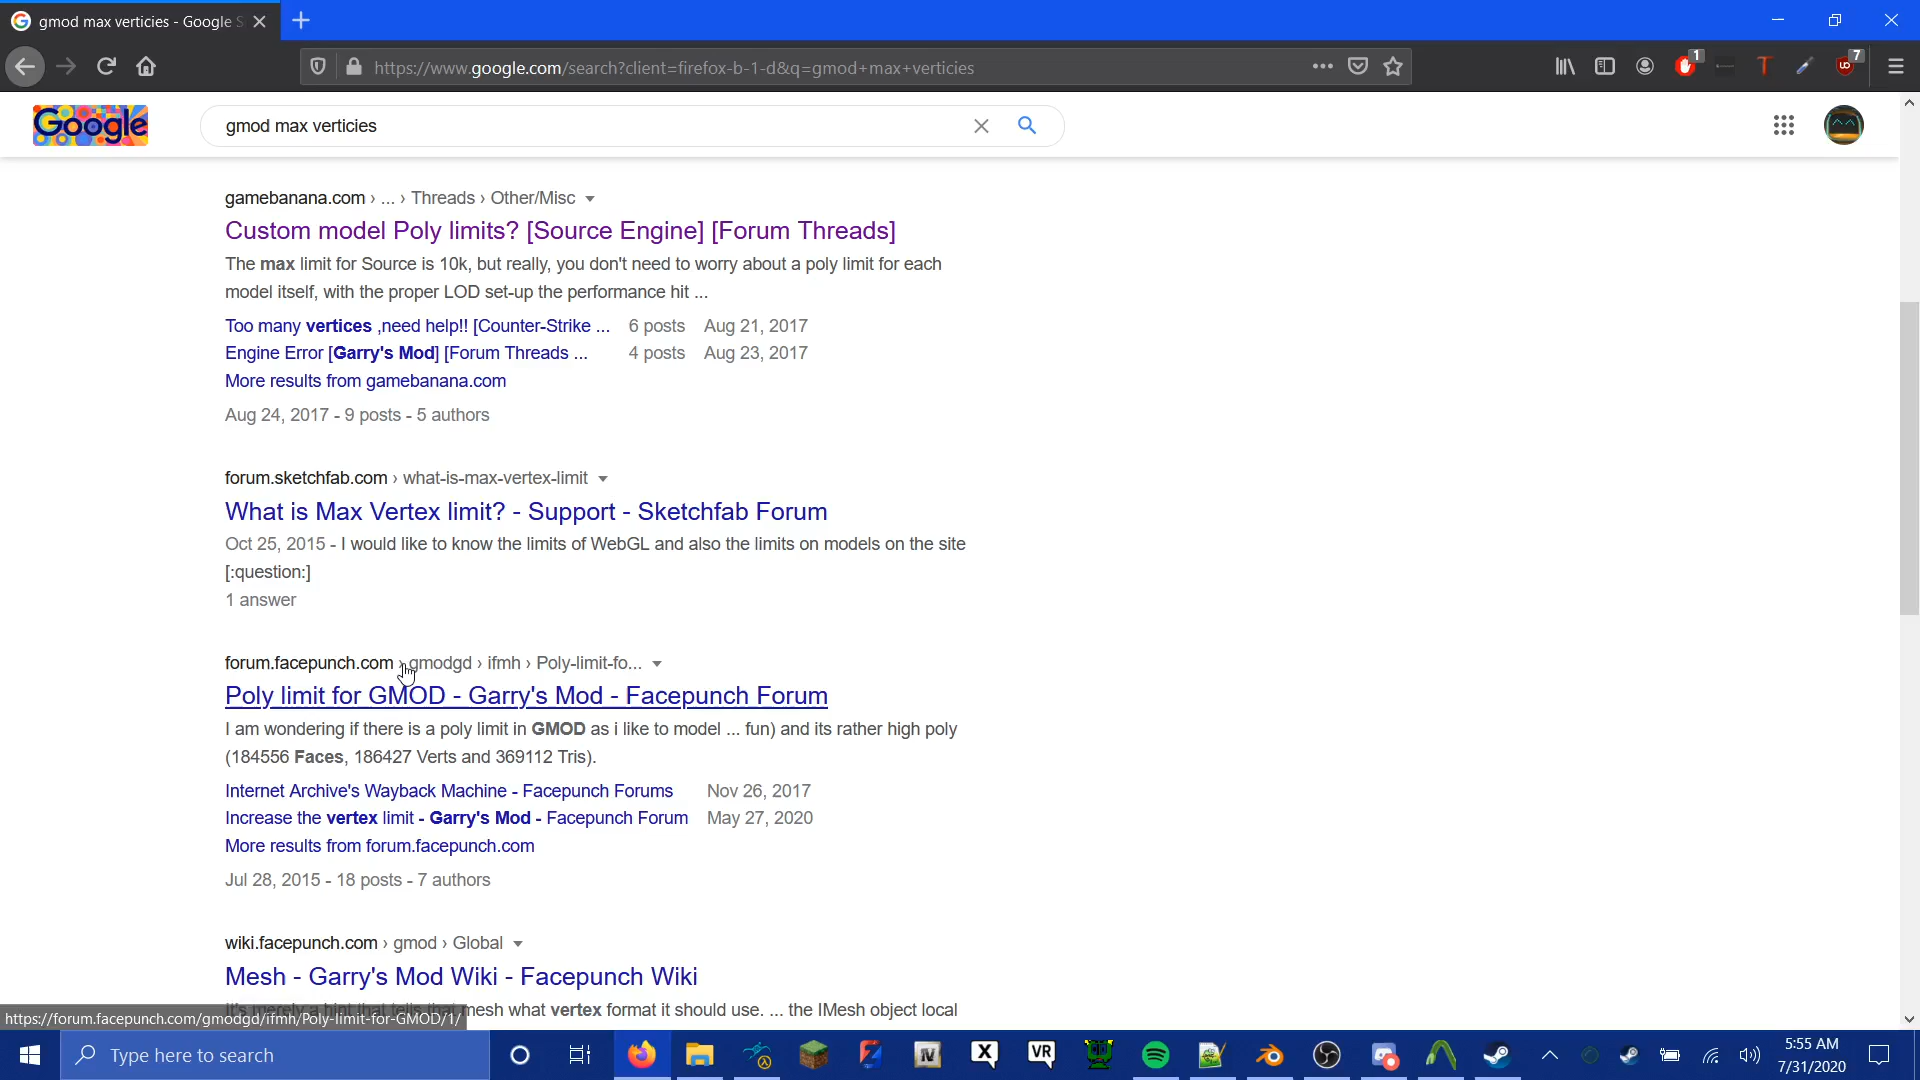 gmod max verticies - Google S
https://www.google.com/search?client=firefox-b-1-d&q=gmod+max+verticies
1
T
UO
7
Google
gmod max verticies
gamebanana.com › ... › Threads › Other/Misc
Custom model Poly limits? [Source Engine] [Forum Threads]
The max limit for Source is 10k, but really, you don't need to worry about a poly limit for each
model itself, with the proper LOD set-up the performance hit ...
Too many vertices ,need help!! [Counter-Strike ... 6 posts Aug 21, 2017
Engine Error [Garry's Mod] [Forum Threads ... 4 posts Aug 23, 2017
More results from gamebanana.com
Aug 24, 2017 - 9 posts - 5 authors
forum.sketchfab.com › what-is-max-vertex-limit
What is Max Vertex limit? - Support - Sketchfab Forum
Oct 25, 2015 - I would like to know the limits of WebGL and also the limits on models on the site
[:question:]
1 answer
forum.facepunch.com › gmodgd › ifmh › Poly-limit-fo...
Poly limit for GMOD - Garry's Mod - Facepunch Forum
I am wondering if there is a poly limit in GMOD as i like to model ... fun) and its rather high poly
(184556 Faces, 186427 Verts and 369112 Tris).
Internet Archive's Wayback Machine - Facepunch Forums Nov 26, 2017
Increase the vertex limit - Garry's Mod - Facepunch Forum May 27, 2020
More results from forum.facepunch.com
Jul 28, 2015 - 18 posts - 7 authors
wiki.facepunch.com › gmod › Global
Mesh - Garry's Mod Wiki - Facepunch Wiki
It's merely a hint that tells that mesh what vertex format it should use. ... the IMesh object local
https://forum.facepunch.com/gmodgd/ifmh/Poly-limit-for-GMOD/1/
Type here to search
IV
X
VR
5:55 AM
7/31/2020